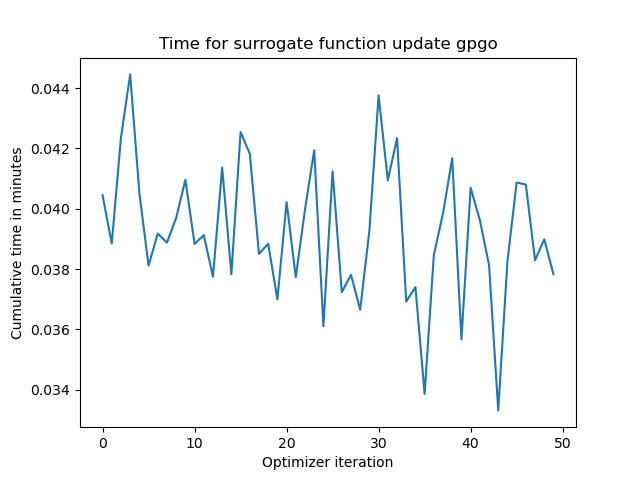 Time for surrogate function update gpgo
0.044
0.042
0.040
0.038
0.036
0.034
Cumulative time in minutes
0 10 20 30 40 50
Optimizer iteration